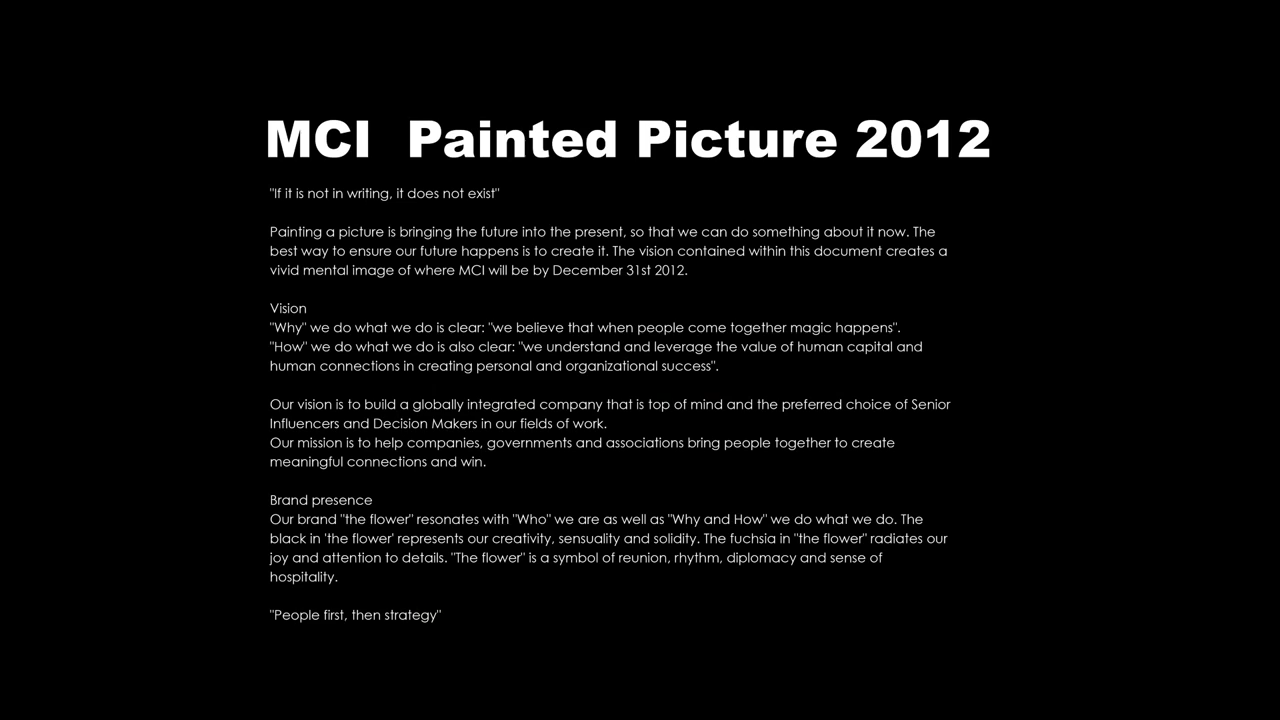 MCI  Painted Picture 2012
"If it is not in writing, it does not exist"
Painting a picture is bringing the future into the present, so that we can do something about it now. The
best way to ensure our future happens is to create it. The vision contained within this document creates a
vivid mental image of where MCI will be by December 31st 2012.
Vision
"Why" we do what we do is clear: "we believe that when people come together magic happens".
"How" we do what we do is also clear: "we understand and leverage the value of human capital and
human connections in creating personal and organizational success".
Our vision is to build a globally integrated company that is top of mind and the preferred choice of Senior
Influencers and Decision Makers in our fields of work.
Our mission is to help companies, governments and associations bring people together to create
meaningful connections and win.
Brand presence
Our brand "the flower" resonates with "Who" we are as well as "Why and How" we do what we do. The
black in 'the flower' represents our creativity, sensuality and solidity. The fuchsia in "the flower" radiates our
joy and attention to details. "The flower" is a symbol of reunion, rhythm, diplomacy and sense of
hospitality.
"People first, then strategy"